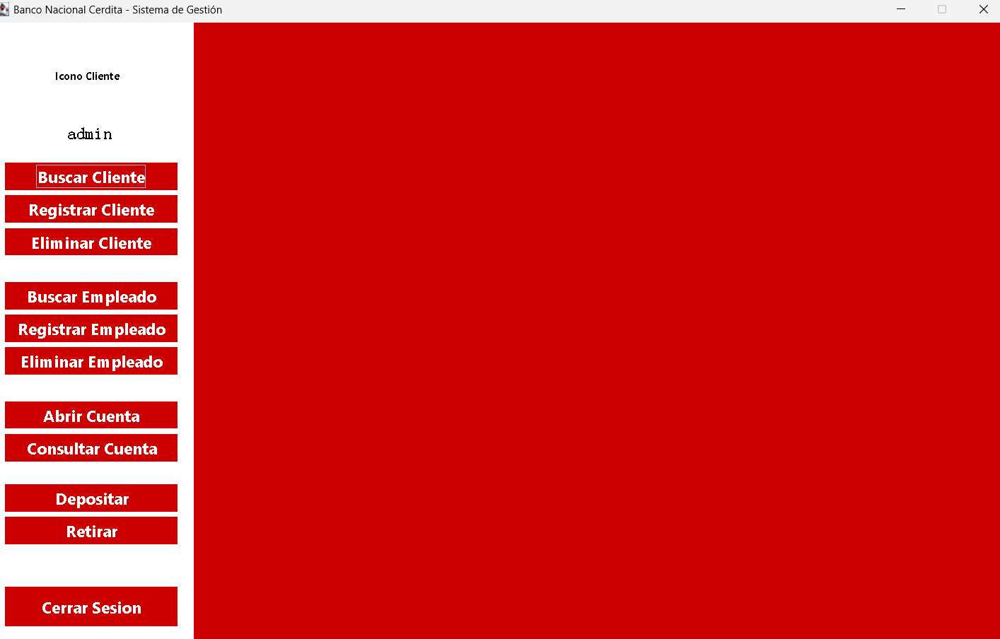 Banco Nacional Cerdita - Sistema de Gestión
Icono Cliente
admin
Buscar Cliente
Registrar Cliente
Eliminar Cliente
Buscar Empleado
Registrar Empleado
Eliminar Empleado
Abrir Cuenta
Consultar Cuenta
Depositar
Retirar
Cerrar Sesion